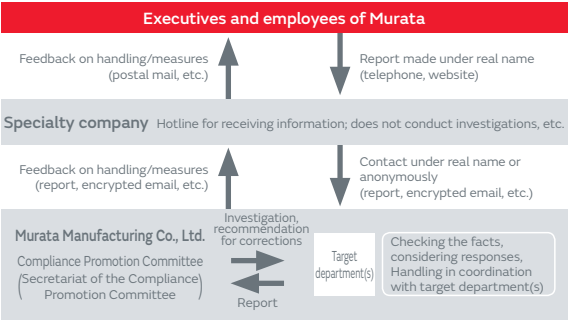 Executives and employees of Murata
Feedback on handling/measures
(postal mail, etc.)
Report made under real name
(telephone, website)
Specialty company Hotline for receiving information; does not conduct investigations, etc.
Feedback on handling/measures
(report, encrypted email, etc.)
Contact under real name or
anonymously
(report, encrypted email, etc.)
Murata Manufacturing Co., Ltd.
Compliance Promotion Committee
(Secretariat of the Compliance
Promotion Committee)
Investigation,
recommendation
for corrections
Report
Target
department(s)
Checking the facts,
considering responses,
Handling in coordination
with target department(s)